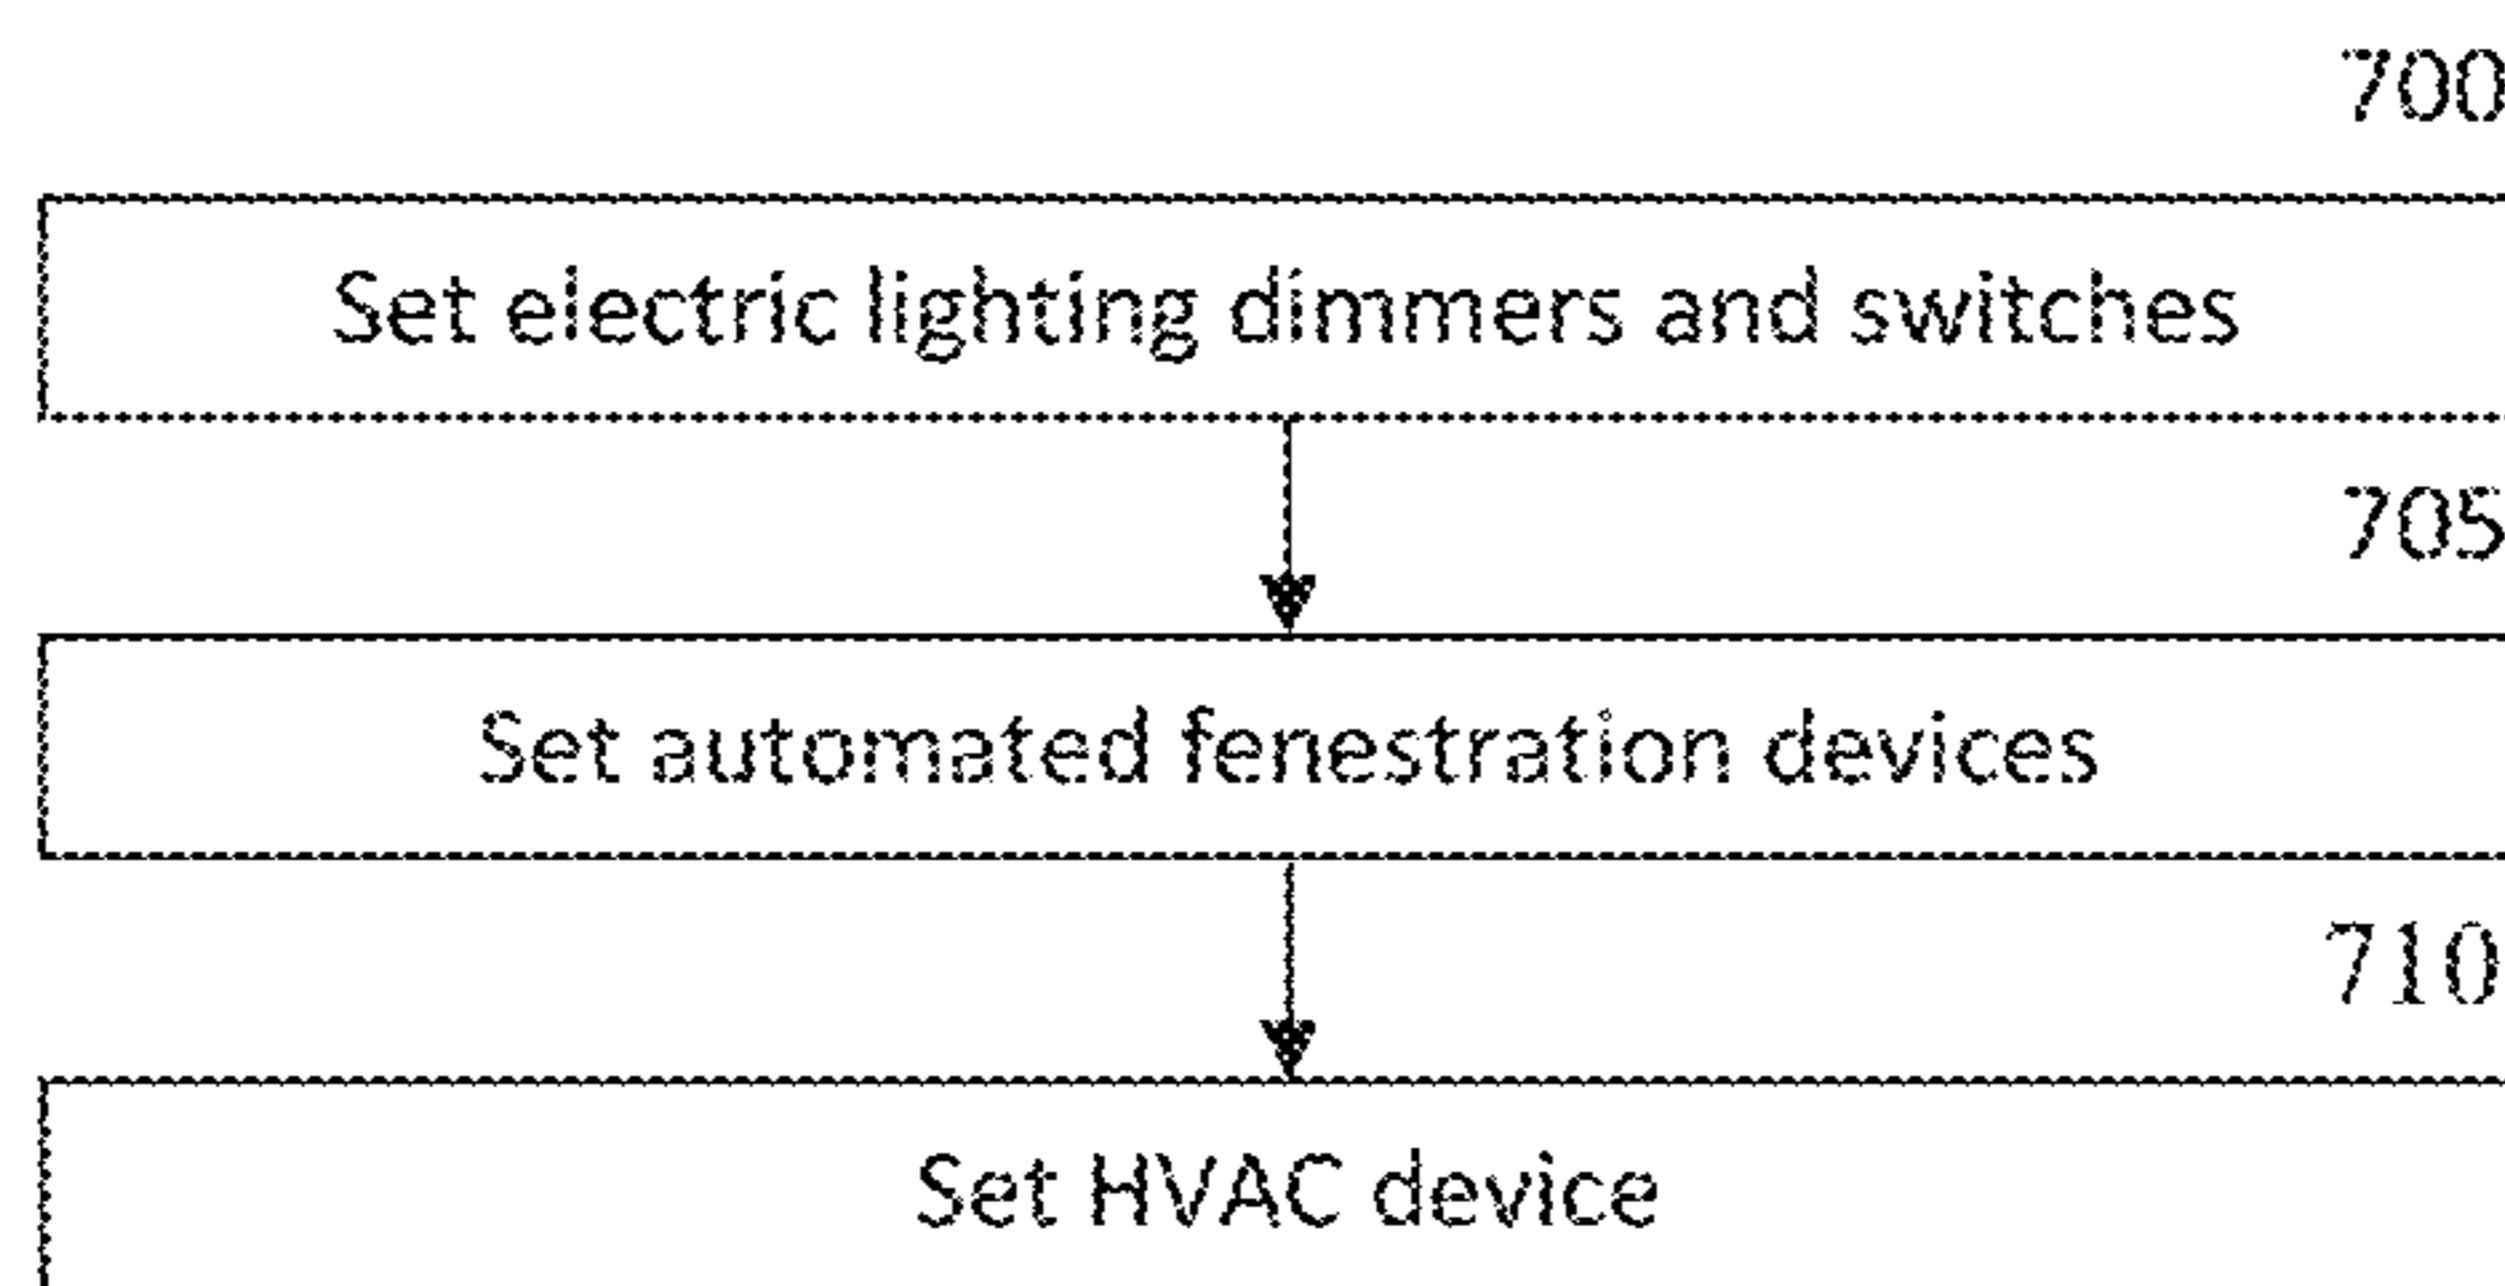 700
Set electric lighting dimmers and switches
705
Set automated fenestration devices
710
Set HVAC device